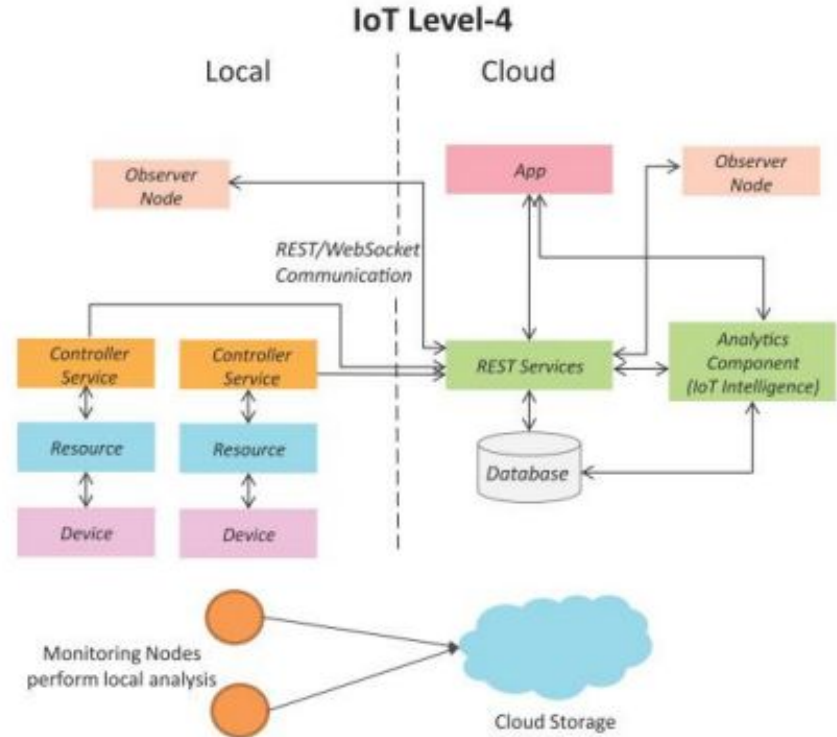 IoT Level-4
Local
Cloud
Observer
Node
App
Observer
Node
REST/WebSocket
Communication
Controller
Service
Controller
Service
REST Services
Analytics
Component
(IoT Intelligence)
Resource
Resource
Database
Device
Device
Monitoring Nodes
perform local analysis
Cloud Storage